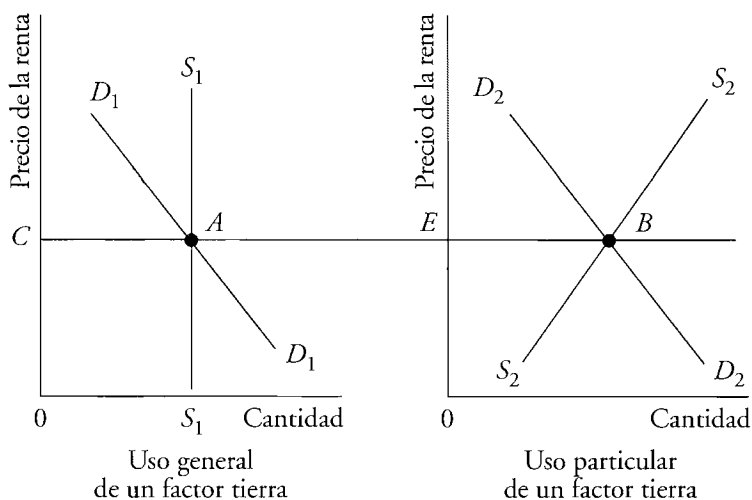 Precio de la renta
D1
S1
C
A
D1
0
S1
Cantidad
Uso general
de un factor tierra
Precio de la renta
D2
S2
E
B
S2
D2
0
Cantidad
Uso particular
de un factor tierra